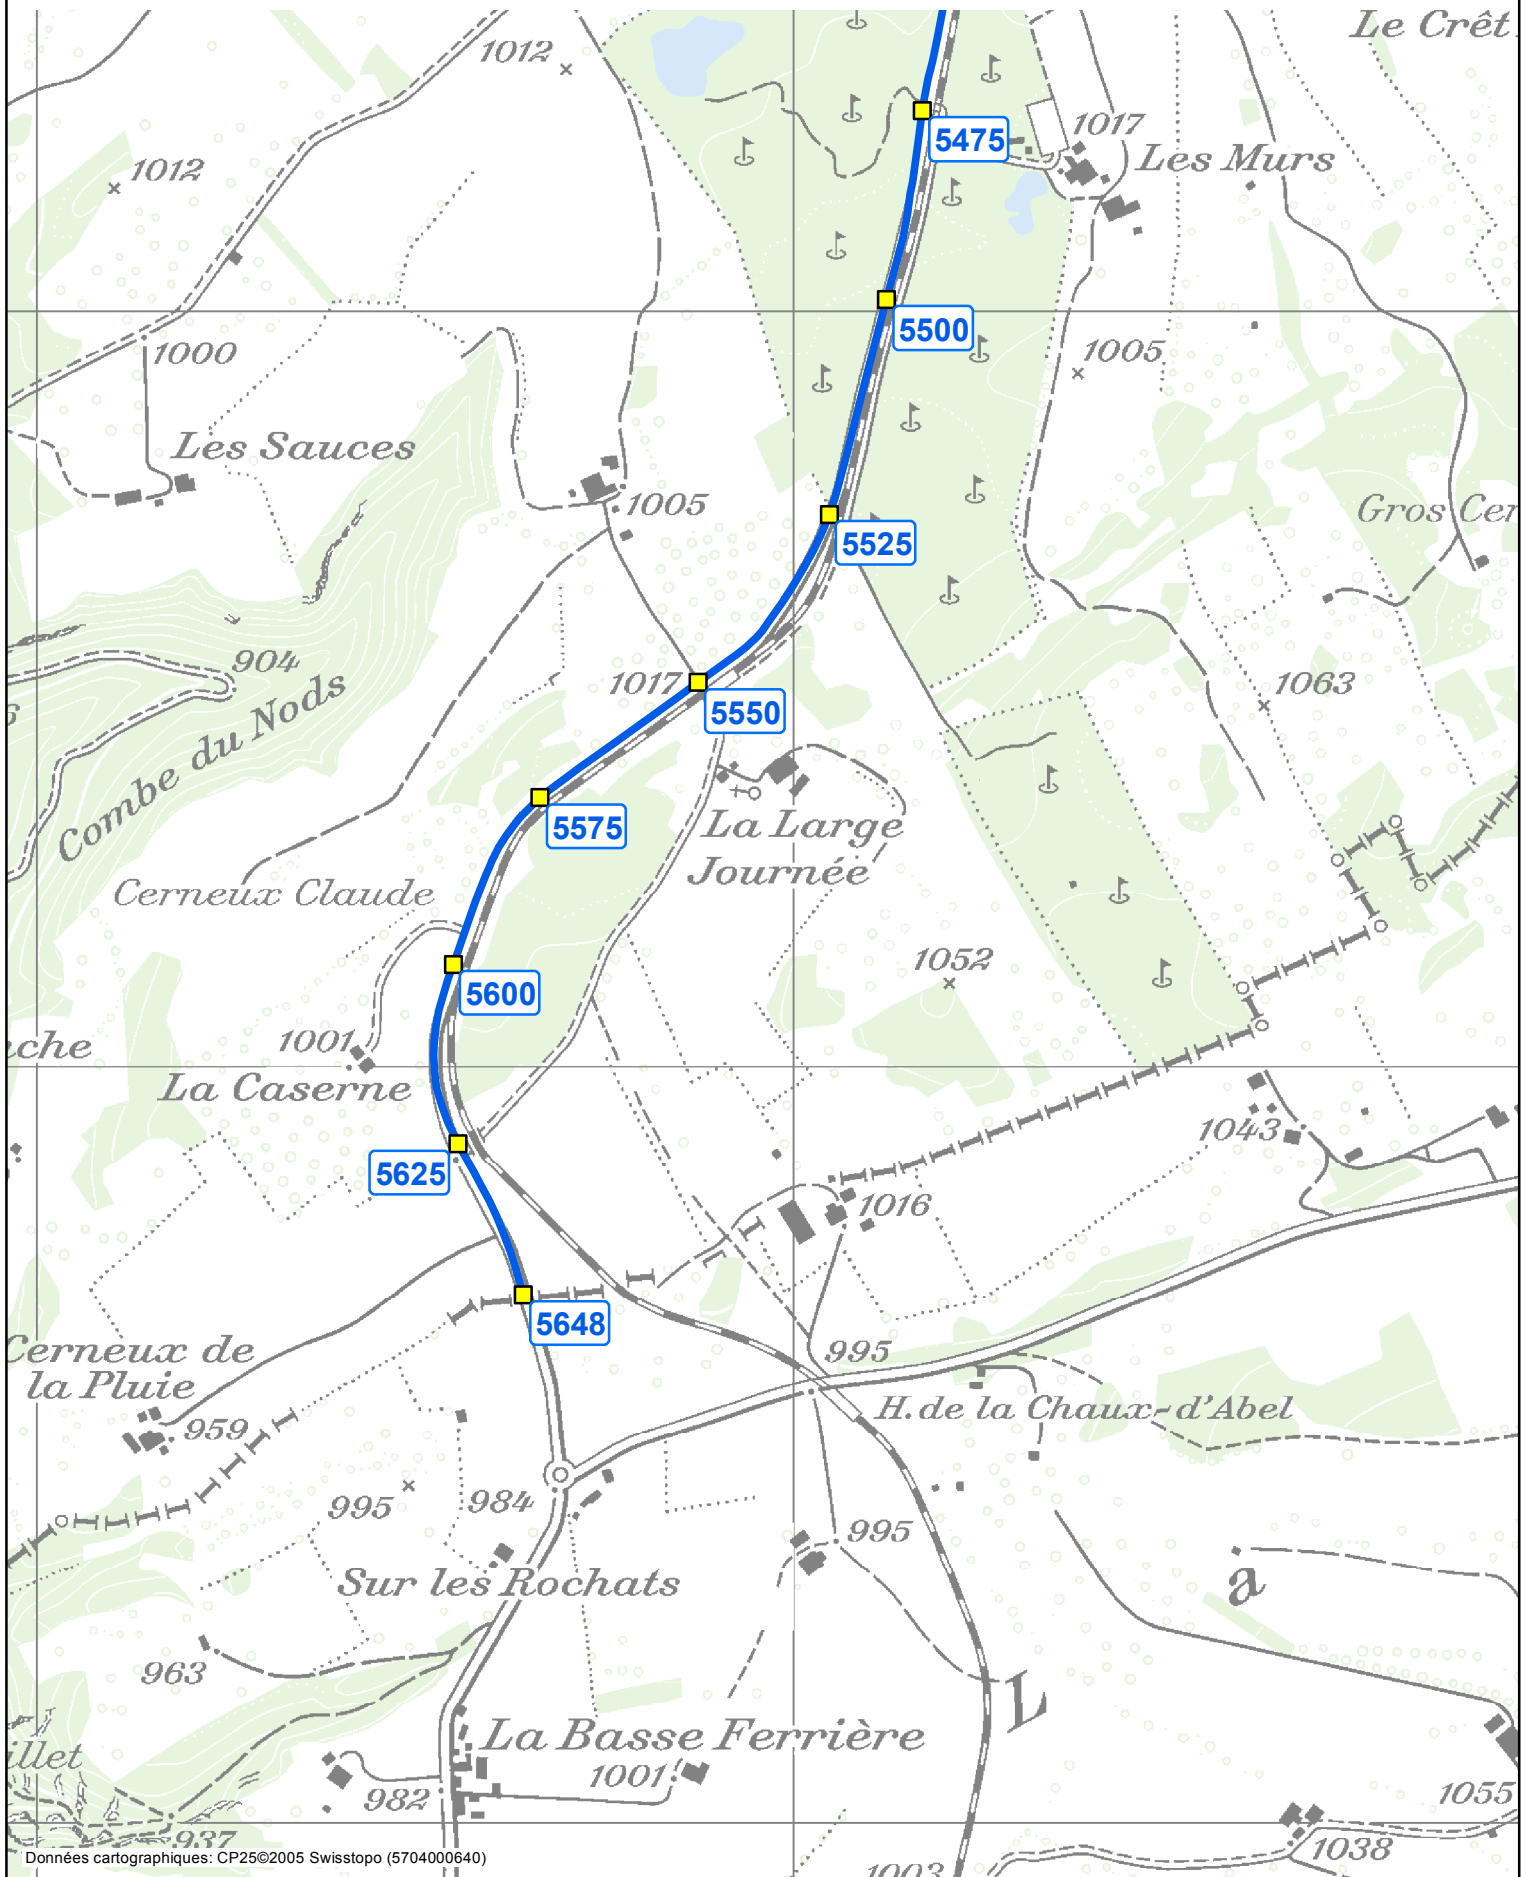 Le Crêt
1012
5475
1017
Les Murs
1012
5500
1000
1005
Les Sauces
1005
Gros Cer
5525
904
1017
1063
5550
Combe du Nods
5575
La Large
Journée
Cerneux Claude
1052
5600
che
1001
La Caserne
1043
5625
1016
5648
Cerneux de
la Pluie
995
959
H. de la Chaux-d'Abel
995
984
995
Sur les Rochats
a
963
L
La Basse Ferrière
illet
1001
982
1055
937
1038
Données cartographiques: CP25©2005 Swisstopo (5704000640)
1003